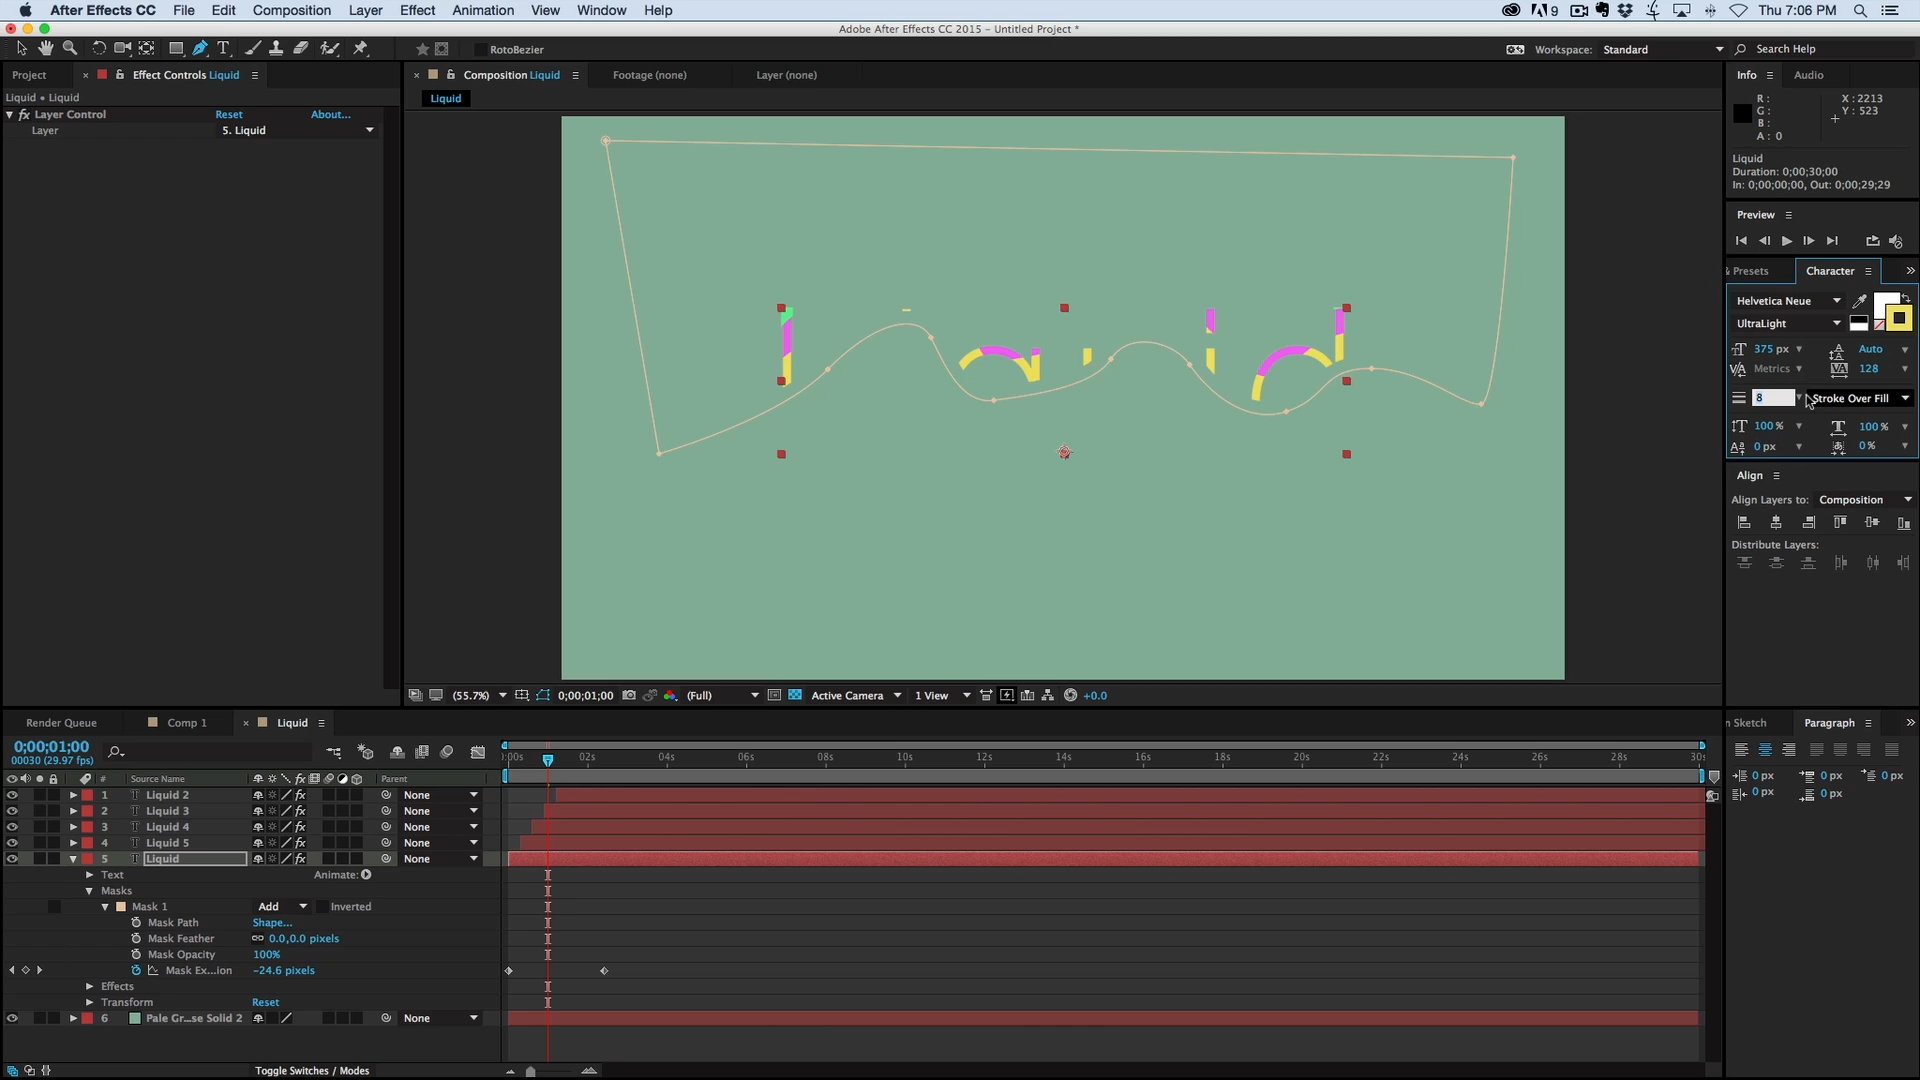 After Effects CC File Edit Composition Layer Effect Animation View Window Help 9 Thu 7:06 PM
Adobe After Effects CC 2015 - Untitled Project *
RotoBezier Workspace: Standard Search Help
Project Effect Controls Liquid Composition Liquid Footage (none) Layer (none) Info Audio
Liquid • Liquid Liquid
fx Layer Control Reset About...
Layer 5. Liquid
R: X : 2213
G: Y : 523
B:
A : 0
Liquid
Duration: 0;00;30;00
In: 0;00;00;00, Out: 0;00;29;29
Preview
& Presets Character
Helvetica Neue
UltraLight
375 px Auto
Metrics 128
8 Stroke Over Fill
100 % 100 %
0 px 0 %
Align
Align Layers to: Composition
Distribute Layers:
(55.7%) 0;00;01;00 (Full) Active Camera 1 View +0.0
Render Queue Comp 1 Liquid n Sketch Paragraph
0;00;01;00
00030 (29.97 fps)
:00s 02s 04s 06s 08s 10s 12s 14s 16s 18s 20s 22s 24s 26s 28s 30s
# Source Name fx Parent
0 px 0 px 0 px
0 px 0 px
1 T Liquid 2 fx None
2 T Liquid 3 fx None
3 T Liquid 4 fx None
4 T Liquid 5 fx None
5 T Liquid fx None
Text Animate:
Masks
Mask 1 Add Inverted
Mask Path Shape...
Mask Feather 0.0,0.0 pixels
Mask Opacity 100%
Mask Ex...ion -24.6 pixels
Effects
Transform Reset
6 Pale Gr...se Solid 2 None
Toggle Switches / Modes